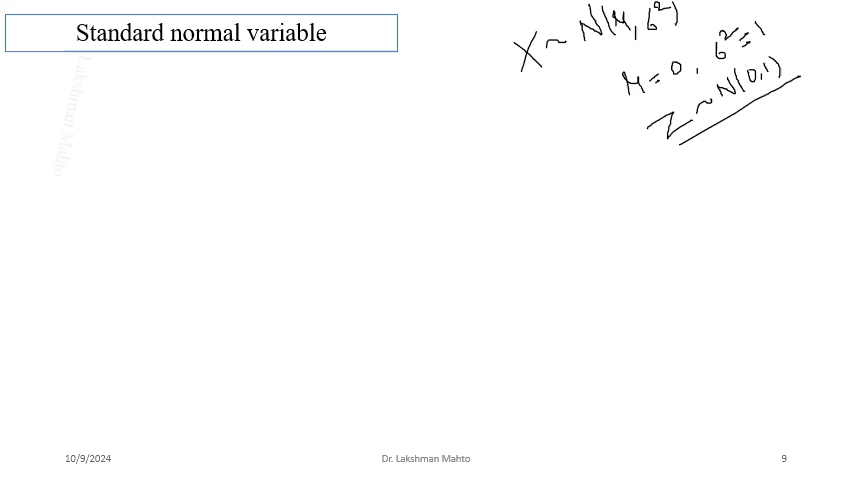 Standard normal variable
X ~ N(μ, σ²)
μ = 0, σ² = 1
Z ~ N(0,1)
Lakshman Mahto
10/9/2024
Dr. Lakshman Mahto
9